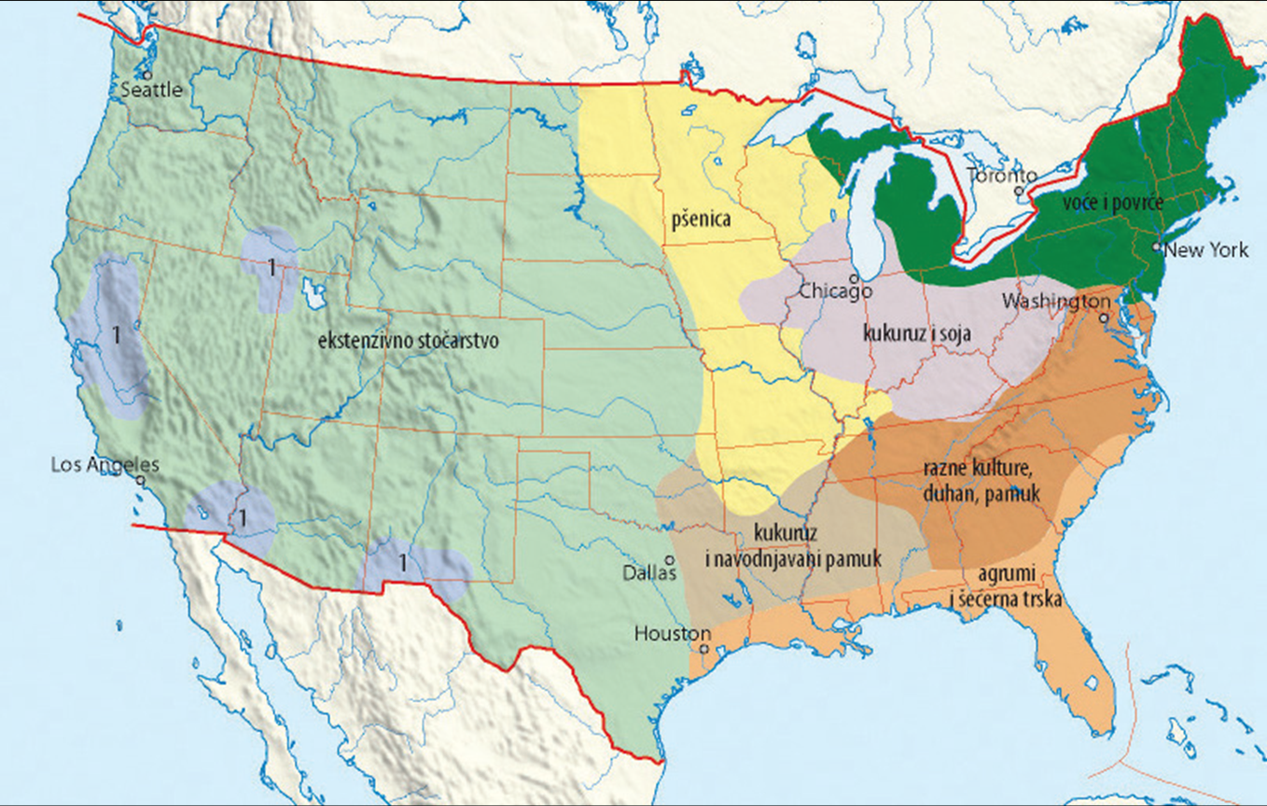 Seattle
Toronto
voće i povrće
pšenica
New York
1
Chicago
Washington
1
ekstenzivno stočarstvo
kukuruz i soja
Los Angeles
razne kulture,
duhan, pamuk
1
kukuruz
i navodnjavani pamuk
1
Dallas
agrumi
i šećerna trska
Houston